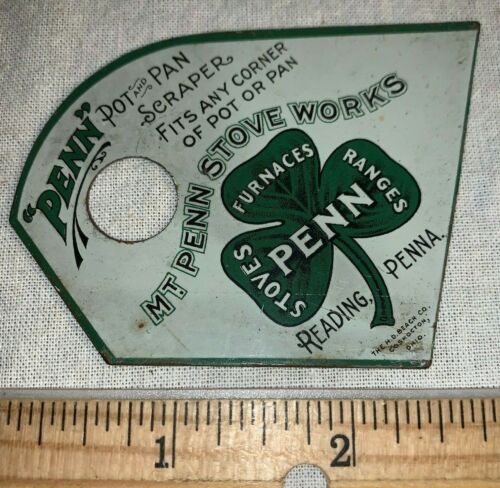 "PENN"
POT AND PAN
SCRAPER
FITS ANY CORNER
OF POT OR PAN
MT. PENN STOVE WORKS
STOVES
FURNACES
RANGES
PENN
READING, PENNA.
THE H.D. BEACH CO.
COSHOCTON,
OHIO.
1 2